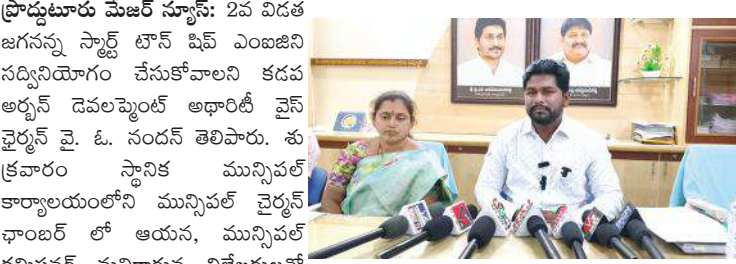 ప్రొద్దుటూరు మేజర్ న్యూస్: 2వ విడత
జగనన్న స్మార్ట్ టౌన్ షిప్ ఎంఐజిని
సద్వినియోగం చేసుకోవాలని కడప
అర్బన్ డెవలప్మెంట్ అథారిటీ వైస్
ఛైర్మన్ వై. ఓ. నందన్ తెలిపారు. శు
క్రవారం స్థానిక మున్సిపల్
కార్యాలయంలోని మున్సిపల్ చైర్మన్
ఛాంబర్ లో ఆయన, మున్సిపల్